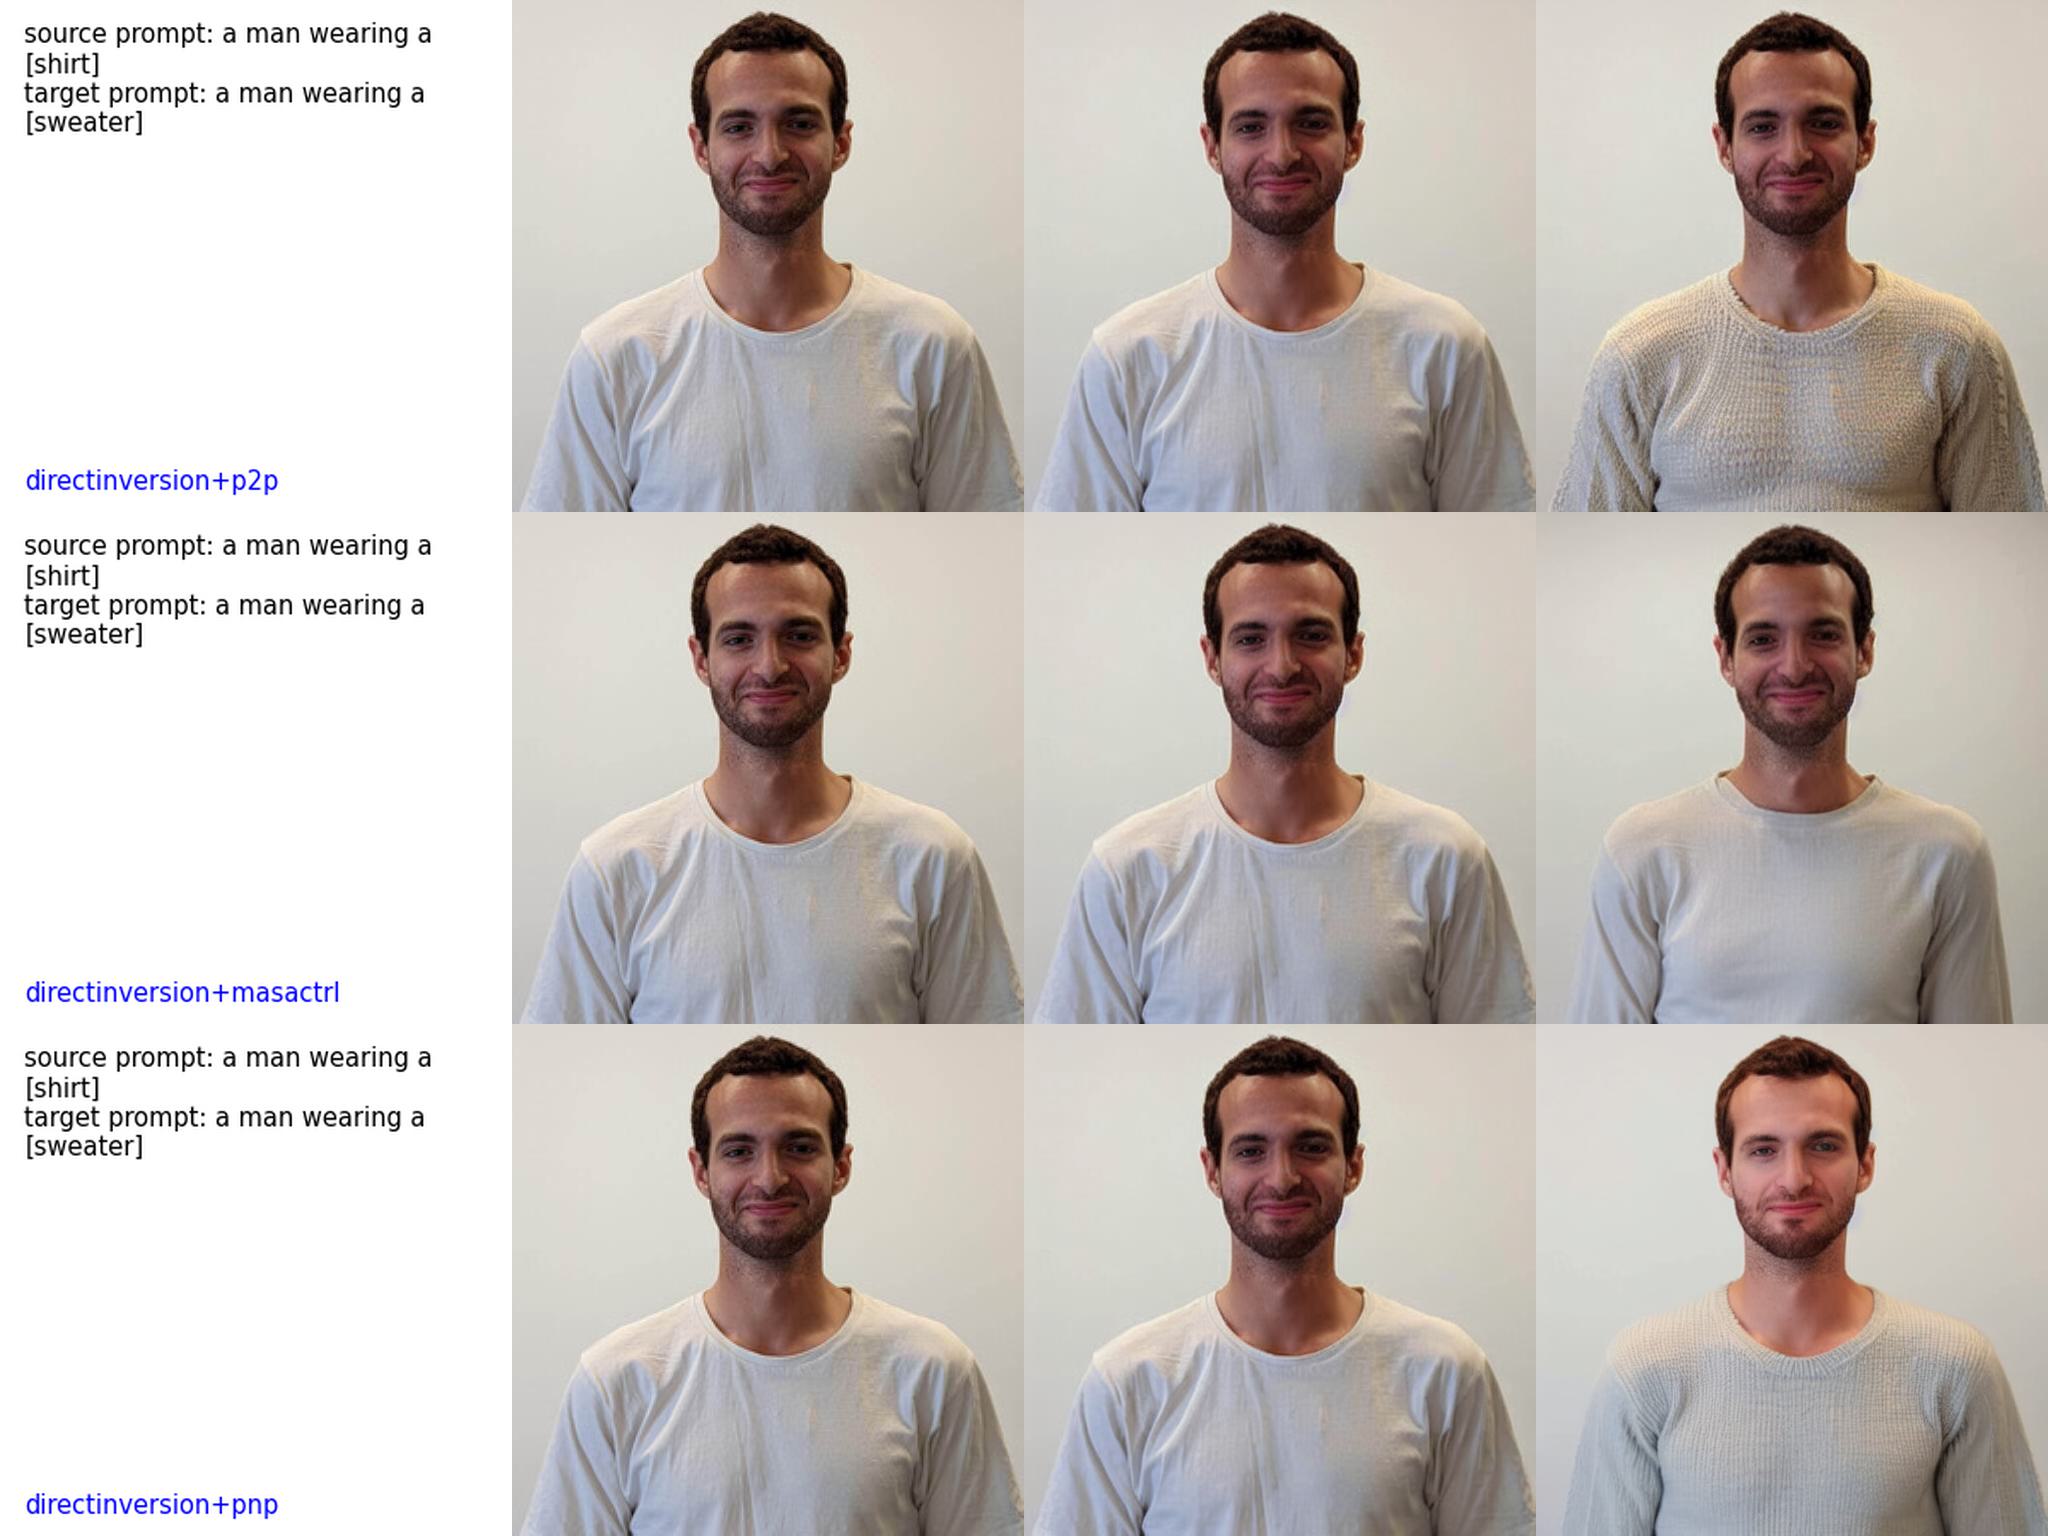 source prompt: a man wearing a
[shirt]
target prompt: a man wearing a
[sweater]
directinversion+p2p
source prompt: a man wearing a
[shirt]
target prompt: a man wearing a
[sweater]
directinversion+masactrl
source prompt: a man wearing a
[shirt]
target prompt: a man wearing a
[sweater]
directinversion+pnp